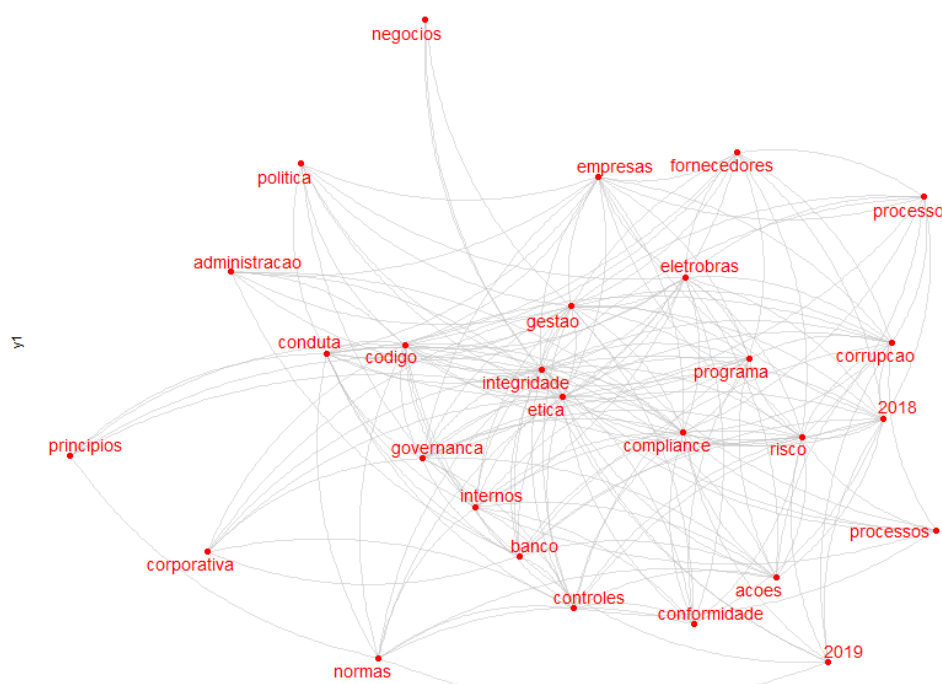 negocios
fornecedores
empresas
politica
processo
administracao
eletrobras
gestao
conduta
codigo
corrupcao
programa
integridade
2018
etica
principios
governanca
compliance
risco
internos
processos
banco
corporativa
acoes
controles
conformidade
2019
normas
y1